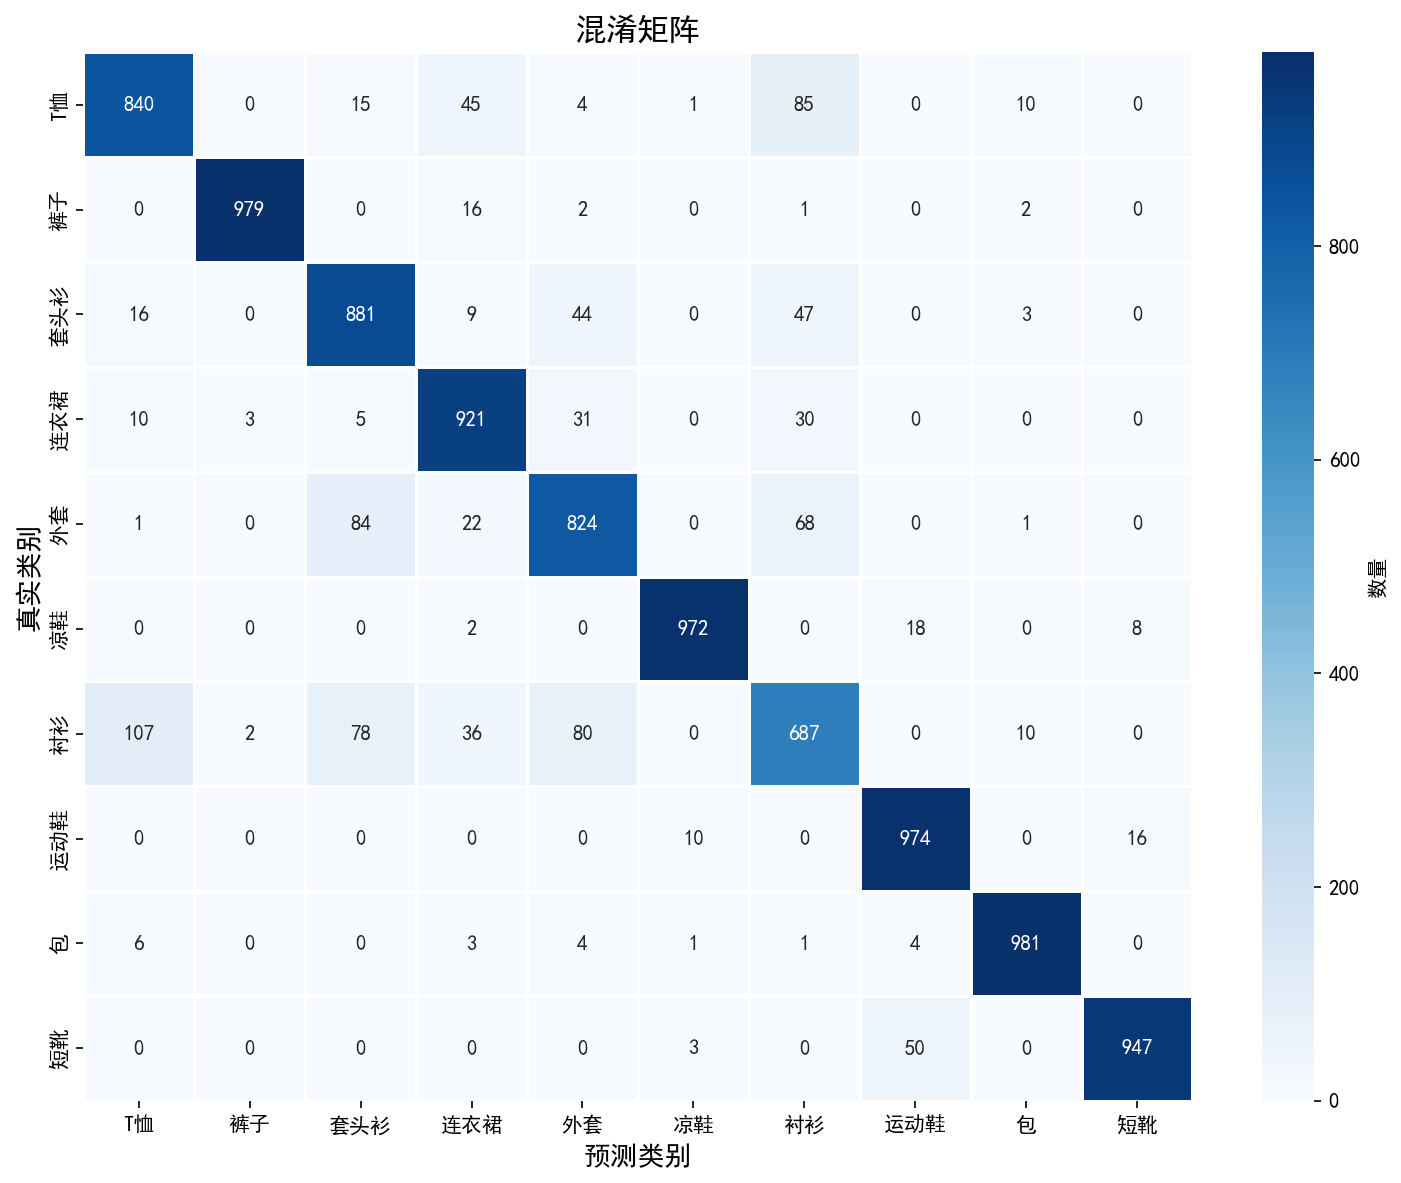 混淆矩阵
T恤 840 0 15 45 4 1 85 0 10 0
裤子 0 979 0 16 2 0 1 0 2 0
套头衫 16 0 881 9 44 0 47 0 3 0
连衣裙 10 3 5 921 31 0 30 0 0 0
外套 1 0 84 22 824 0 68 0 1 0
凉鞋 0 0 0 2 0 972 0 18 0 8
衬衫 107 2 78 36 80 0 687 0 10 0
运动鞋 0 0 0 0 0 10 0 974 0 16
包 6 0 0 3 4 1 1 4 981 0
短靴 0 0 0 0 0 3 0 50 0 947
T恤 裤子 套头衫 连衣裙 外套 凉鞋 衬衫 运动鞋 包 短靴
预测类别
真实类别
800
600
400
200
0
数量